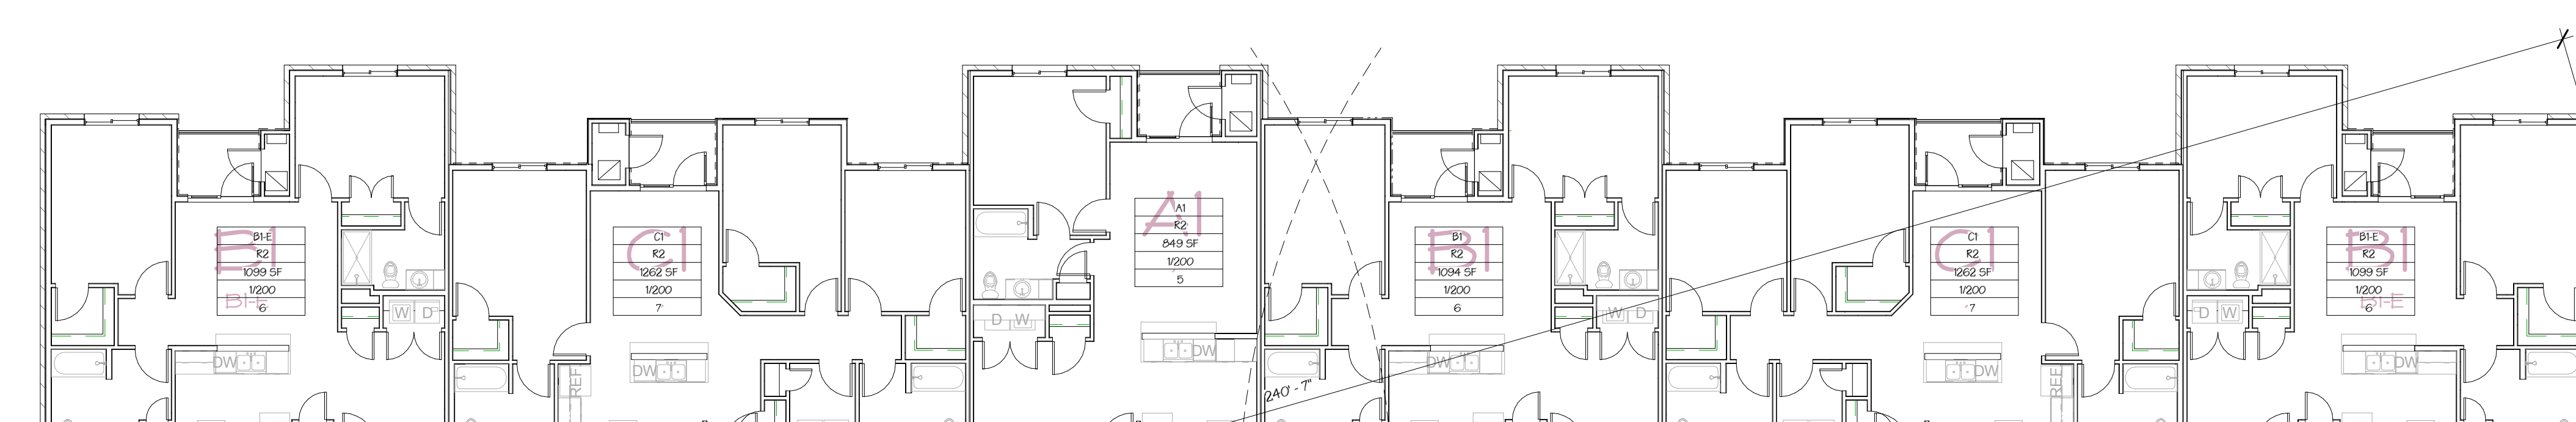 B1
B1-E
R2
1099 SF
1/200
6
B1-E
W D
DW
C1
C1
R2
1262 SF
1/200
7
DW
REF
A1
A1
R2
849 SF
1/200
5
D W
DW
240' - 7"
B1
B1
R2
1094 SF
1/200
6
W D
DW
C1
C1
R2
1262 SF
1/200
7
DW
REF
B1
B1-E
R2
1099 SF
1/200
6
B1-E
D W
DW